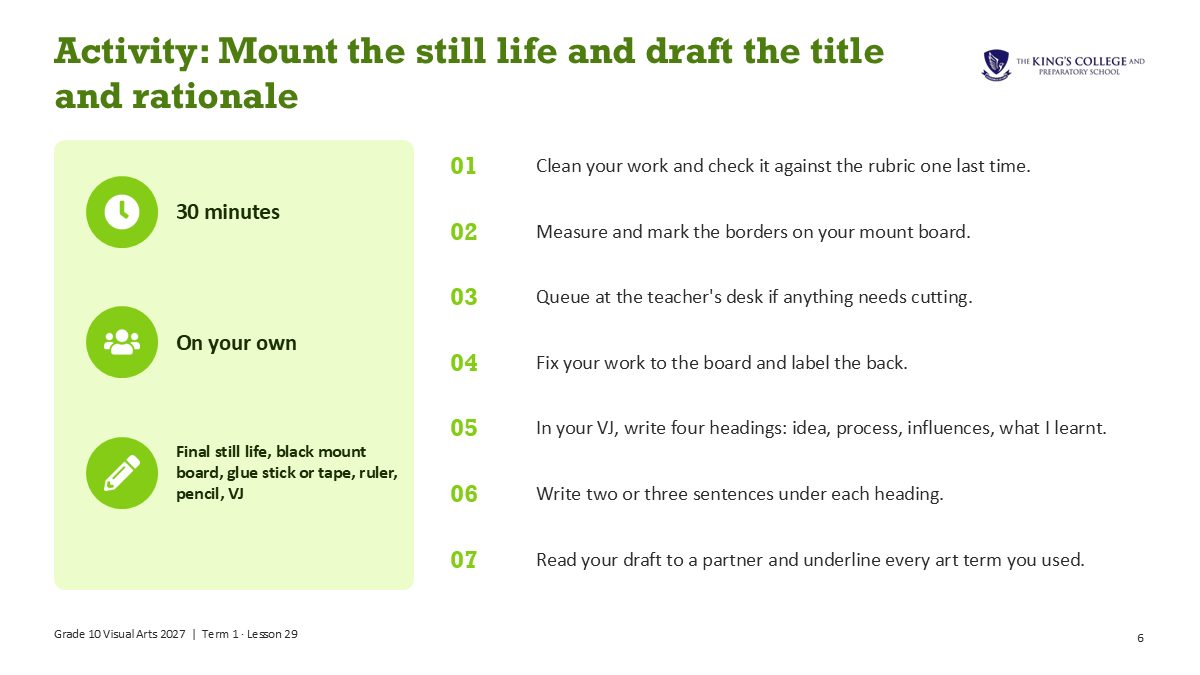 Activity: Mount the still life and draft the title
and rationale
THE KING'S COLLEGE AND
PREPARATORY SCHOOL
30 minutes
On your own
Final still life, black mount
board, glue stick or tape, ruler,
pencil, VJ
01 Clean your work and check it against the rubric one last time.
02 Measure and mark the borders on your mount board.
03 Queue at the teacher's desk if anything needs cutting.
04 Fix your work to the board and label the back.
05 In your VJ, write four headings: idea, process, influences, what I learnt.
06 Write two or three sentences under each heading.
07 Read your draft to a partner and underline every art term you used.
Grade 10 Visual Arts 2027 | Term 1 · Lesson 29
6